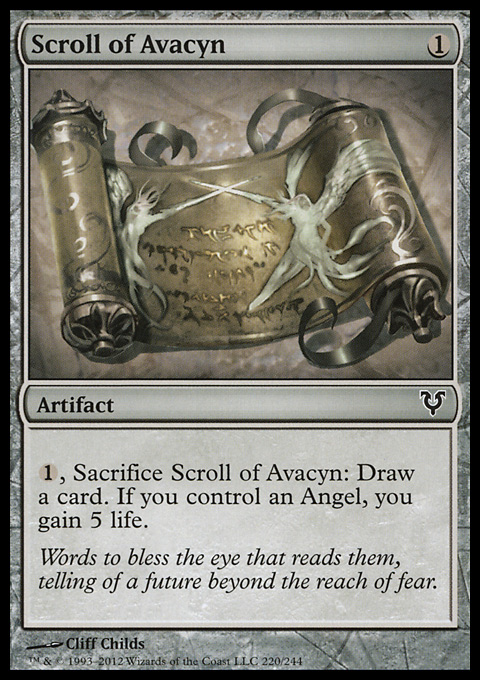 Scroll of Avacyn
1
Artifact
1, Sacrifice Scroll of Avacyn: Draw
a card. If you control an Angel, you
gain 5 life.
Words to bless the eye that reads them,
telling of a future beyond the reach of fear.
Cliff Childs
™ & © 1993–2012 Wizards of the Coast LLC 220/244